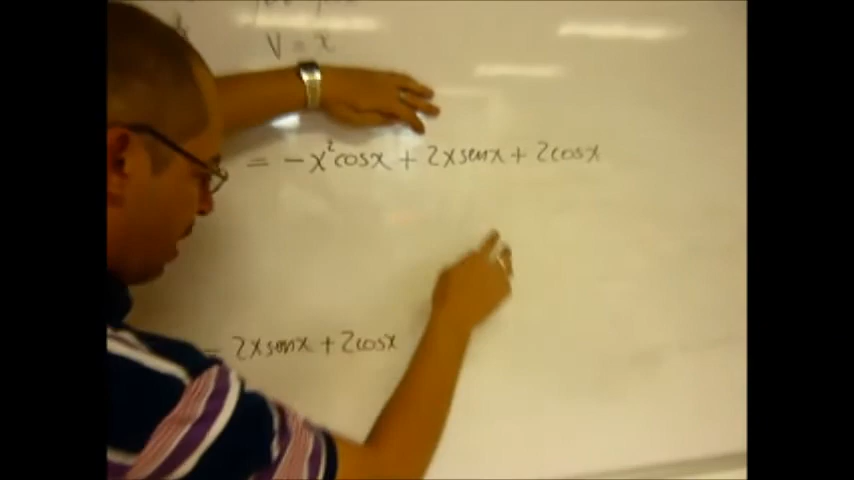 V = x
= -x²cosx + 2xsenx + 2cosx
= 2xsenx + 2cosx